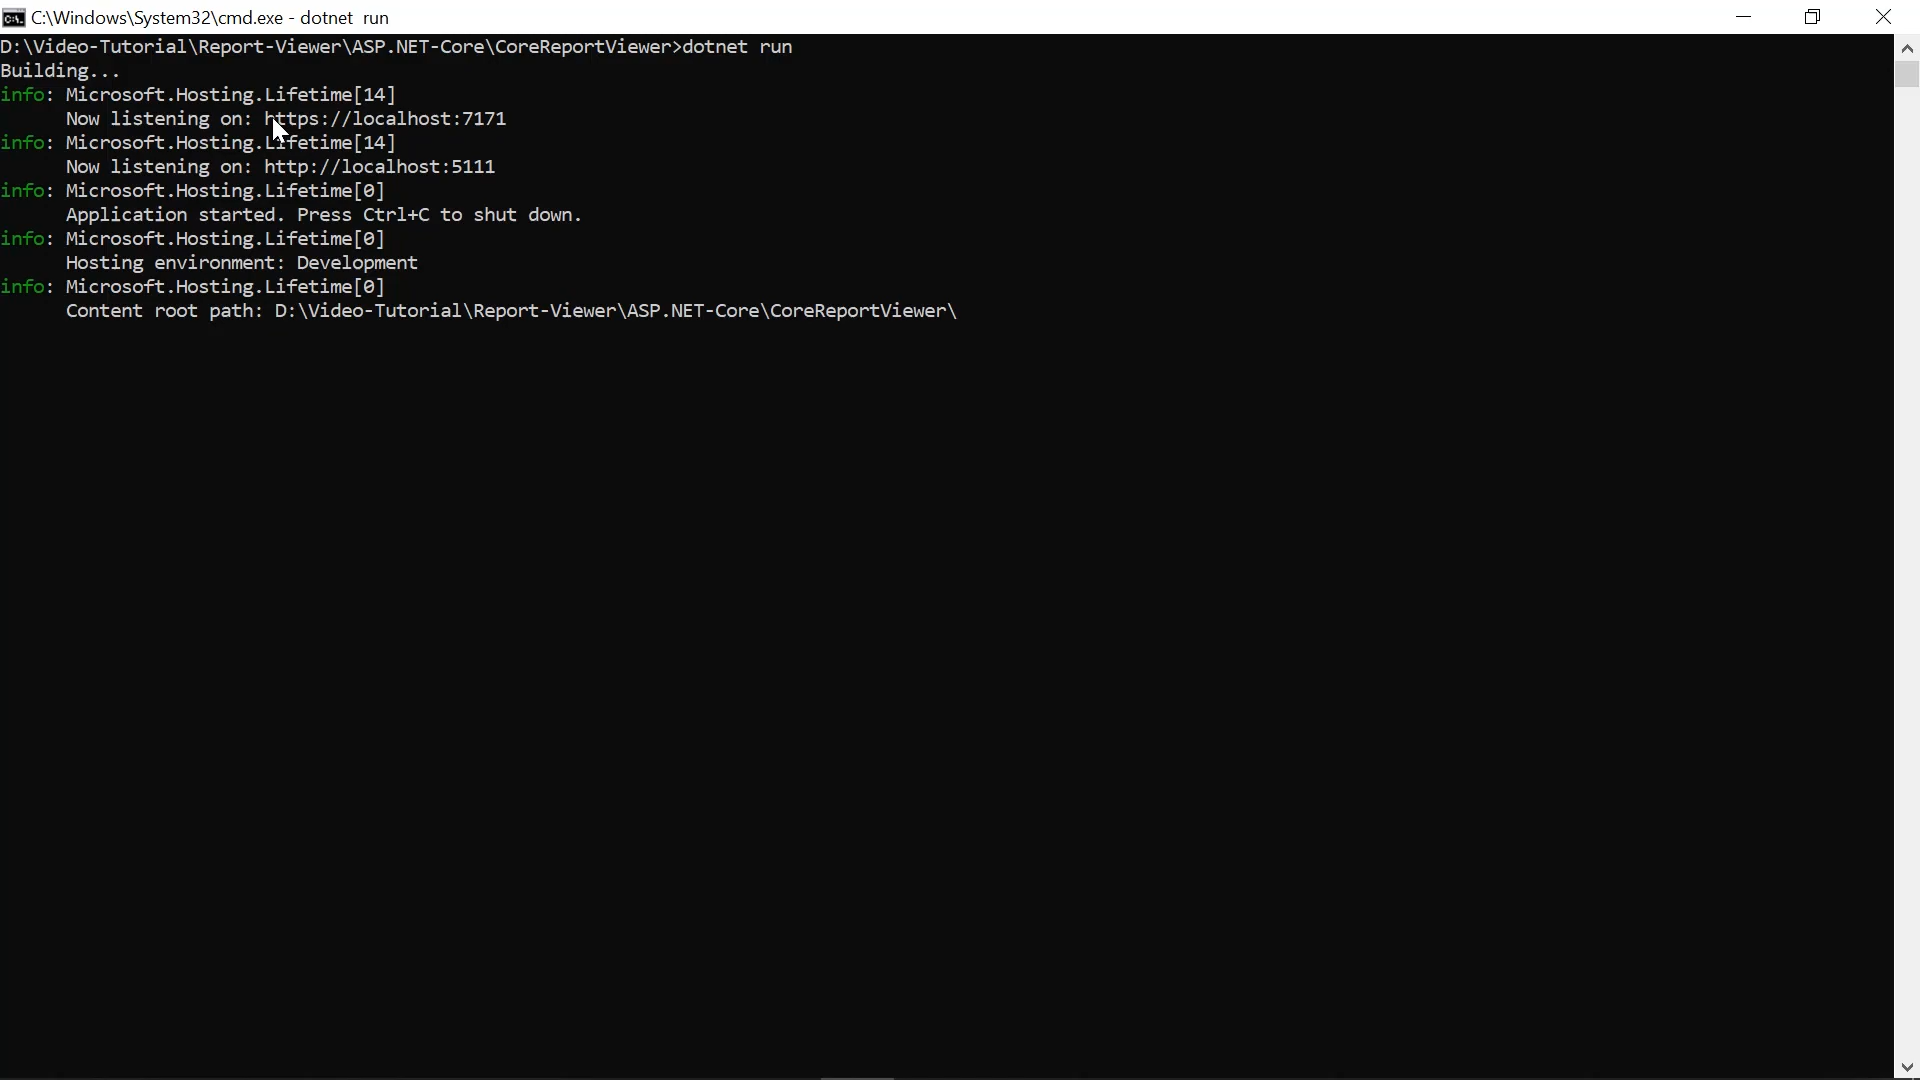 C:\Windows\System32\cmd.exe - dotnet  run
D:\Video-Tutorial\Report-Viewer\ASP.NET-Core\CoreReportViewer>dotnet run
Building...
info: Microsoft.Hosting.Lifetime[14]
      Now listening on: https://localhost:7171
info: Microsoft.Hosting.Lifetime[14]
      Now listening on: http://localhost:5111
info: Microsoft.Hosting.Lifetime[0]
      Application started. Press Ctrl+C to shut down.
info: Microsoft.Hosting.Lifetime[0]
      Hosting environment: Development
info: Microsoft.Hosting.Lifetime[0]
      Content root path: D:\Video-Tutorial\Report-Viewer\ASP.NET-Core\CoreReportViewer\